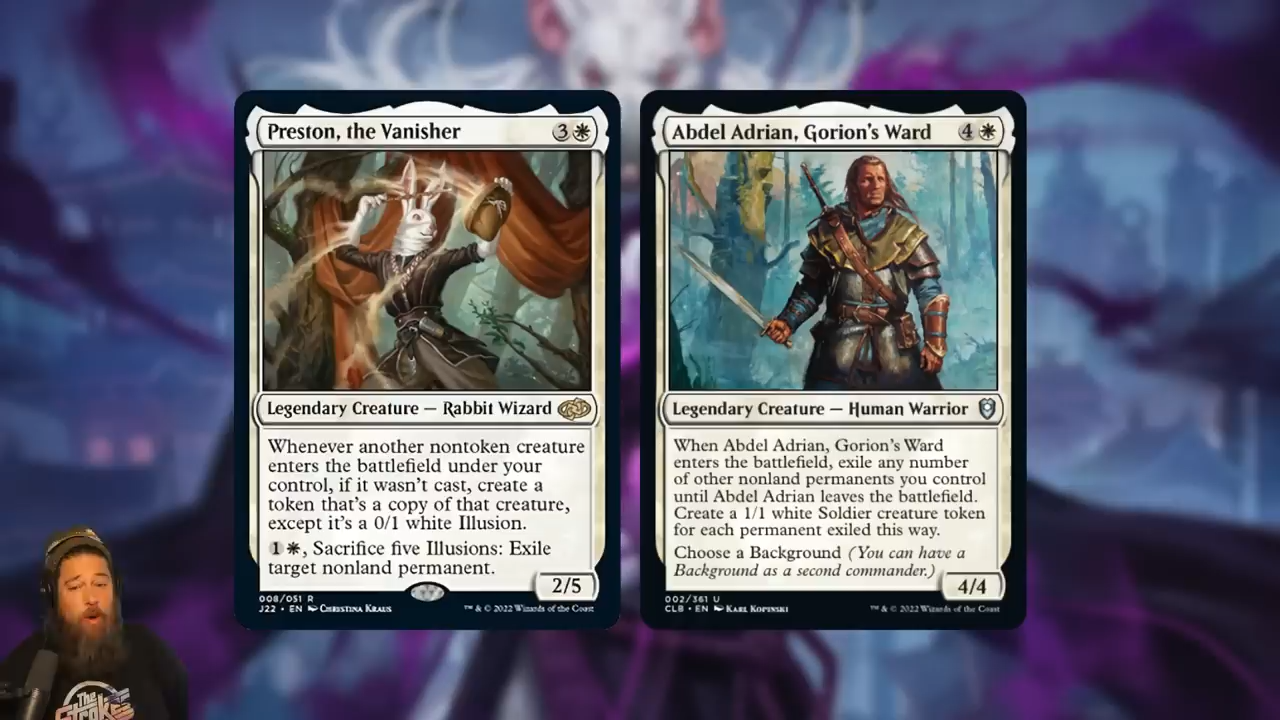 Preston, the Vanisher 3
Legendary Creature — Rabbit Wizard
Whenever another nontoken creature
enters the battlefield under your
control, if it wasn't cast, create a
token that's a copy of that creature,
except it's a 0/1 white Illusion.
1, Sacrifice five Illusions: Exile
target nonland permanent.
2/5
008/051 R
J22 • EN Christina Kraus
™ & © 2022 Wizards of the Coast
Abdel Adrian, Gorion's Ward 4
Legendary Creature — Human Warrior
When Abdel Adrian, Gorion's Ward
enters the battlefield, exile any number
of other nonland permanents you control
until Abdel Adrian leaves the battlefield.
Create a 1/1 white Soldier creature token
for each permanent exiled this way.
Choose a Background (You can have a
Background as a second commander.)
4/4
002/361 U
CLB • EN Karl Kopinski
™ & © 2022 Wizards of the Coast
The
Strokes